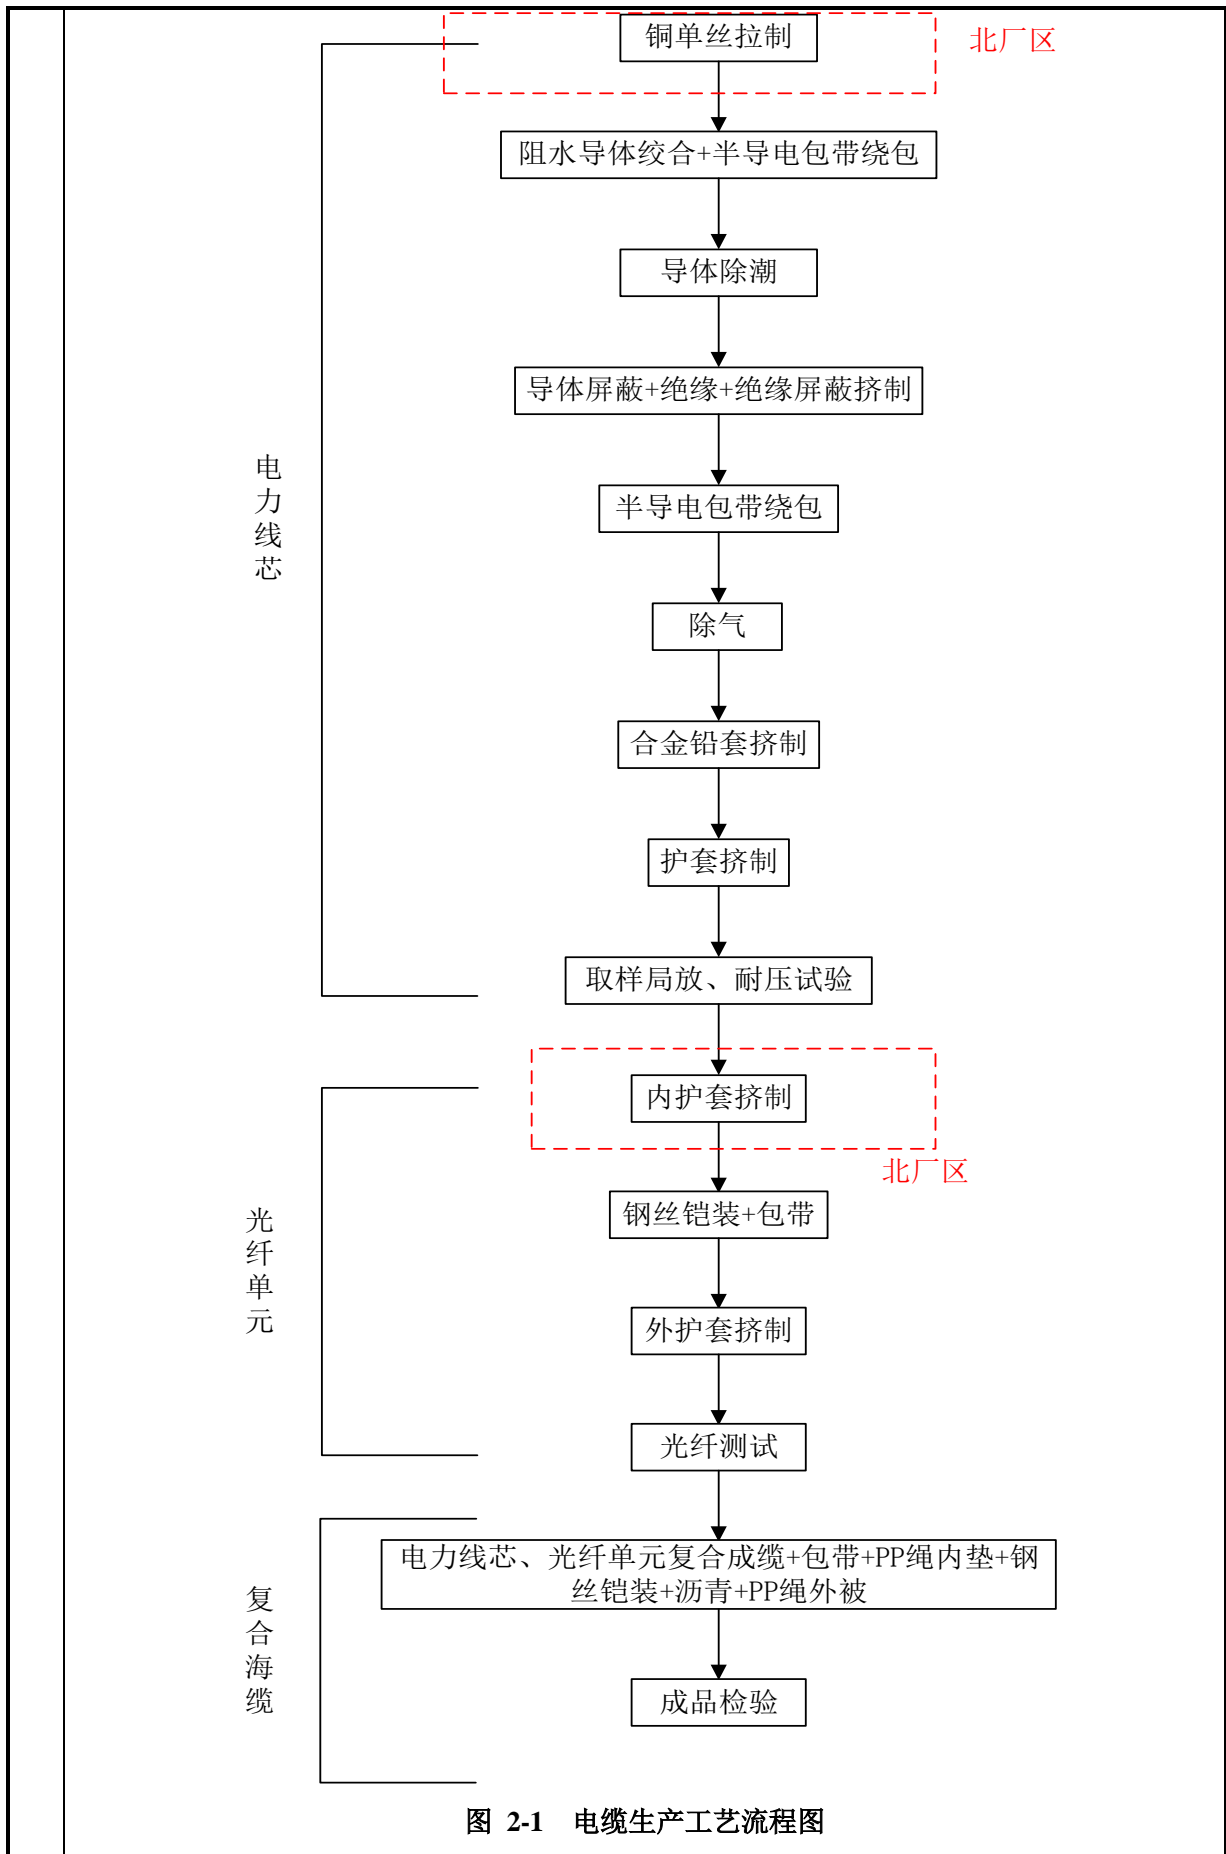 铜单丝拉制
北厂区
阻水导体绞合+半导电包带绕包
导体除潮
导体屏蔽+绝缘+绝缘屏蔽挤制
电力线芯
半导电包带绕包
除气
合金铅套挤制
护套挤制
取样局放、耐压试验
内护套挤制
北厂区
光纤单元
钢丝铠装+包带
外护套挤制
光纤测试
复合海缆
电力线芯、光纤单元复合成缆+包带+PP绳内垫+钢
丝铠装+沥青+PP绳外被
成品检验
图 2-1 电缆生产工艺流程图